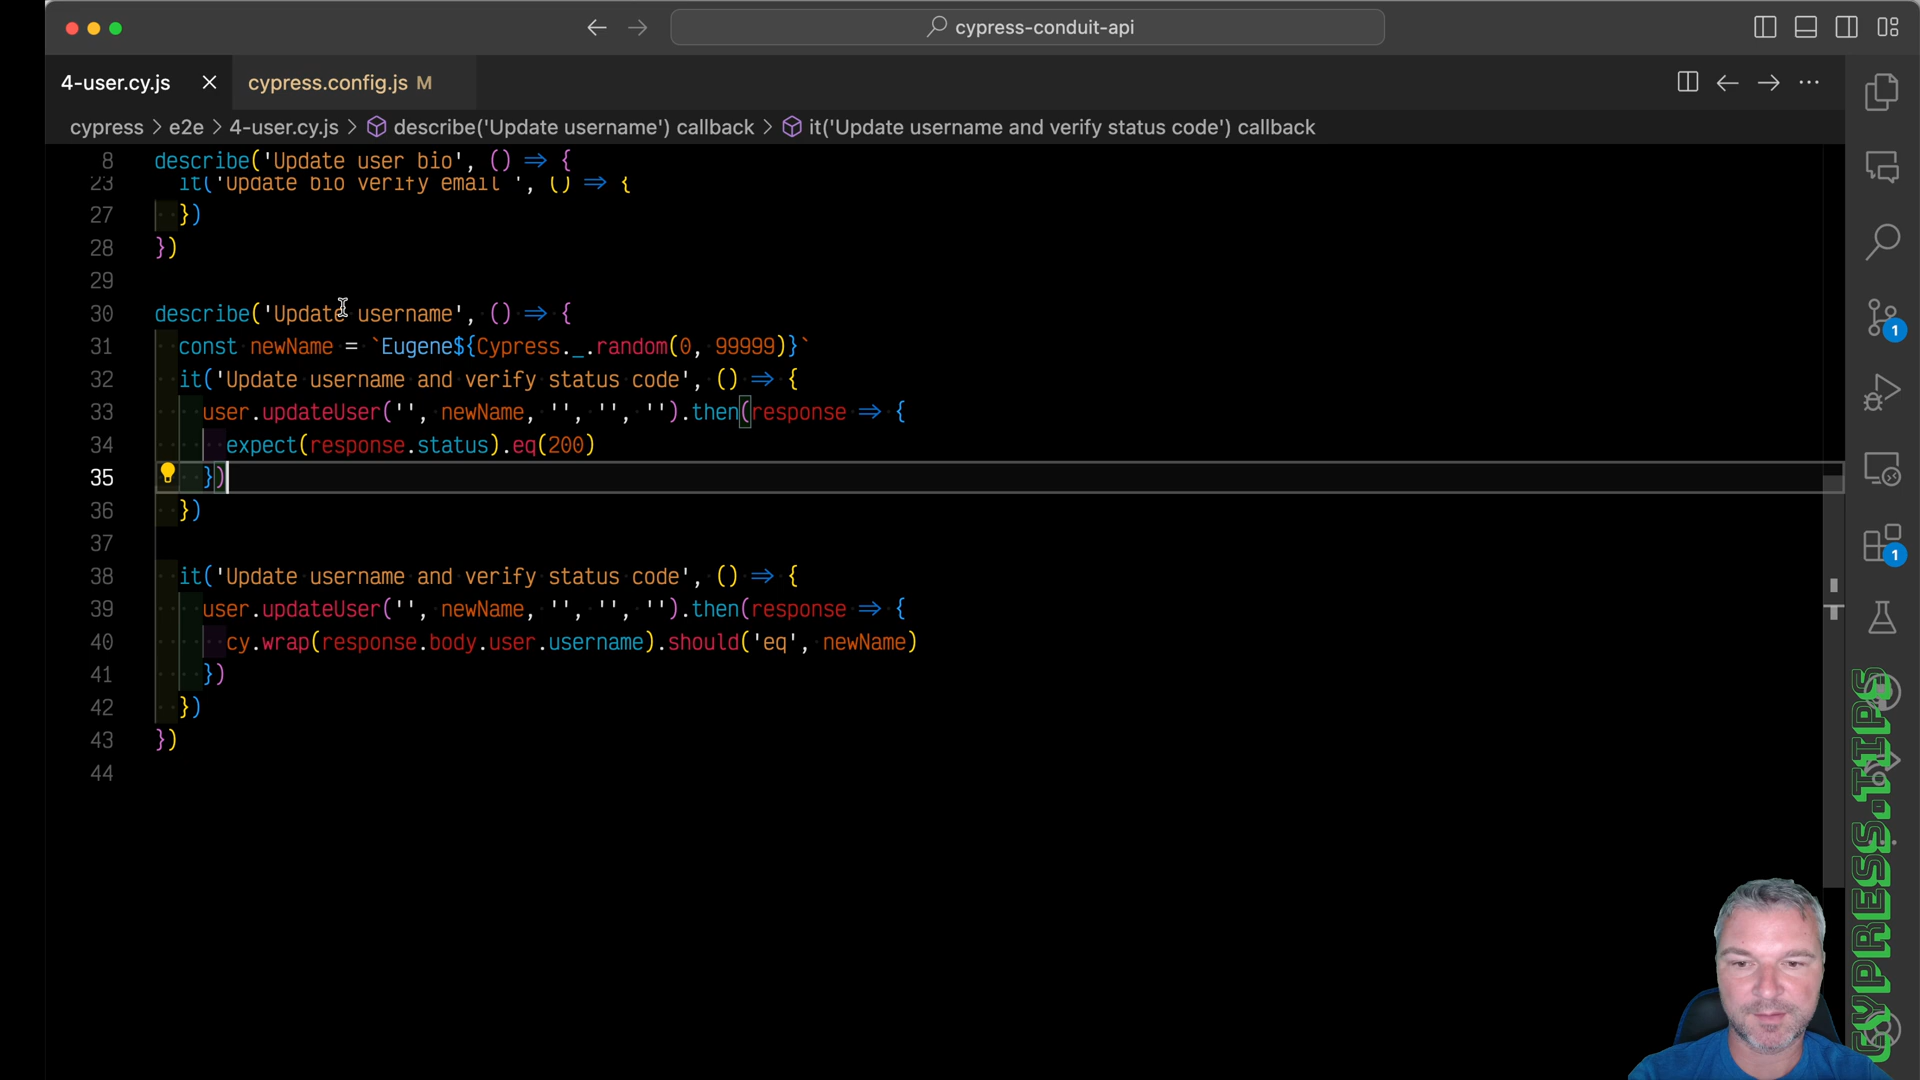 cypress-conduit-api
4-user.cy.js
cypress.config.js M
cypress > e2e > 4-user.cy.js > describe('Update username') callback > it('Update username and verify status code') callback
8 describe('Update user bio', () => {
23 it('Update bio verify email ', () => {
27 })
28 })
29
30 describe('Update username', () => {
31 const newName = `Eugene${Cypress._.random(0, 99999)}`
32 it('Update username and verify status code', () => {
33 user.updateUser('', newName, '', '', '').then(response => {
34 expect(response.status).eq(200)
35 })
36 })
37
38 it('Update username and verify status code', () => {
39 user.updateUser('', newName, '', '', '').then(response => {
40 cy.wrap(response.body.user.username).should('eq', newName)
41 })
42 })
43 })
44
1
1
CYPRESS.TIPS